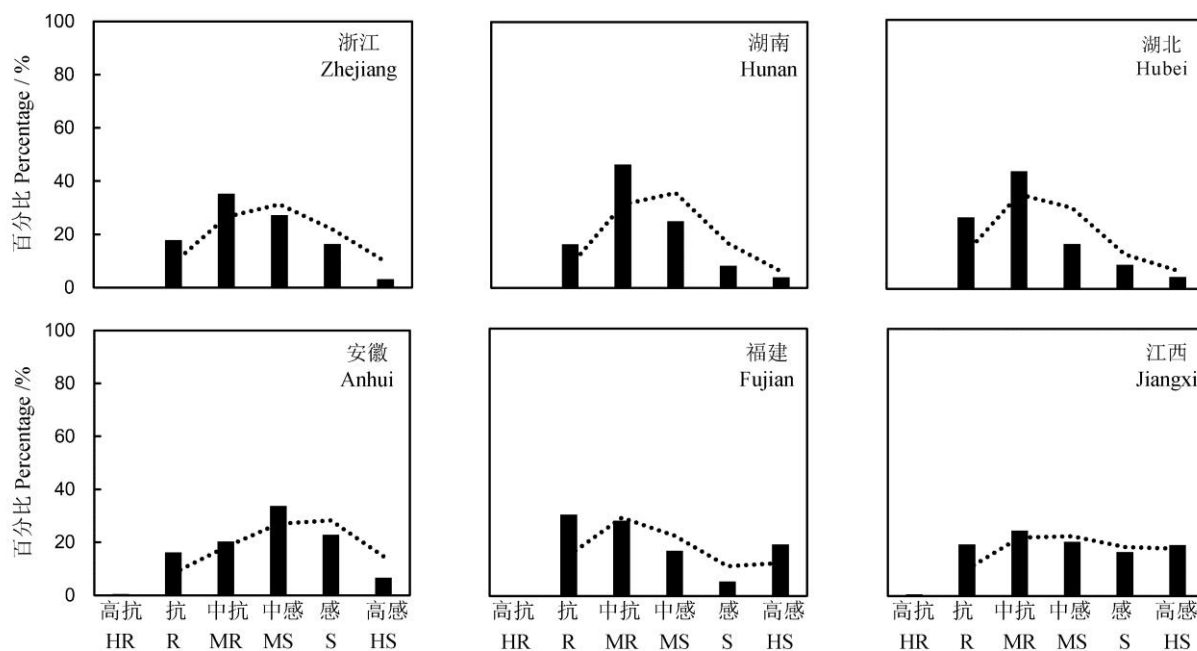 百分比 Percentage / %
100
80
60
40
20
0
浙江
Zhejiang
湖南
Hunan
湖北
Hubei
百分比 Percentage /%
100
80
60
40
20
0
安徽
Anhui
福建
Fujian
江西
Jiangxi
高抗 抗 中抗 中感 感 高感
HR R MR MS S HS
高抗 抗 中抗 中感 感 高感
HR R MR MS S HS
高抗 抗 中抗 中感 感 高感
HR R MR MS S HS